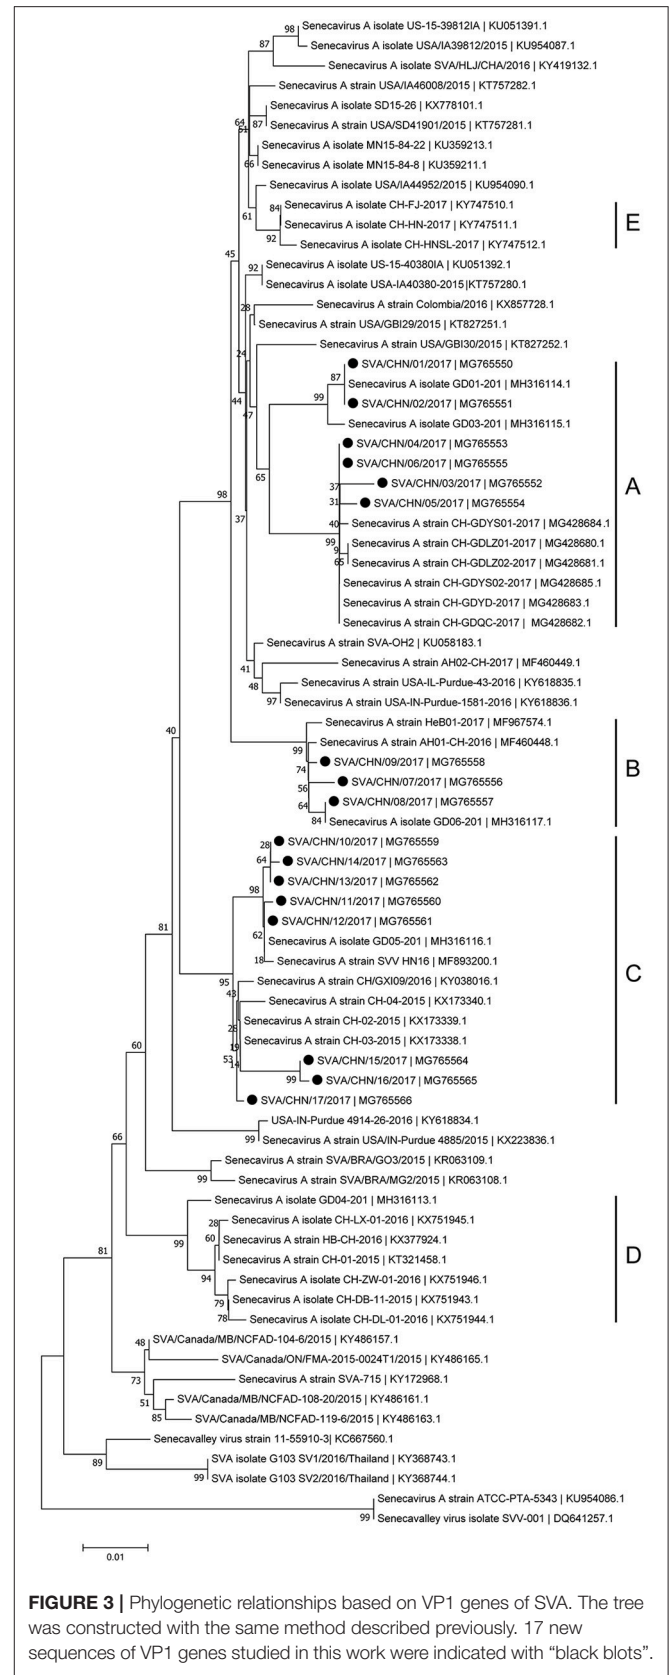 Senecavirus A isolate US-15-39812IA | KU051391.1
98
Senecavirus A isolate USA/IA39812/2015 | KU954087.1
87
Senecavirus A isolate SVA/HLJ/CHA/2016 | KY419132.1
Senecavirus A strain USA/IA46008/2015 | KT757282.1
Senecavirus A isolate SD15-26 | KX778101.1
64
51
87
Senecavirus A strain USA/SD41901/2015 | KT757281.1
Senecavirus A isolate MN15-84-22 | KU359213.1
66
Senecavirus A isolate MN15-84-8 | KU359211.1
Senecavirus A isolate USA/IA44952/2015 | KU954090.1
61
84
Senecavirus A isolate CH-FJ-2017 | KY747510.1
Senecavirus A isolate CH-HN-2017 | KY747511.1
E
92
Senecavirus A isolate CH-HNSL-2017 | KY747512.1
45
92
Senecavirus A isolate US-15-40380IA | KU051392.1
Senecavirus A isolate USA-IA40380-2015|KT757280.1
28
Senecavirus A strain Colombia/2016 | KX857728.1
Senecavirus A strain USA/GBI29/2015 | KT827251.1
24
Senecavirus A strain USA/GBI30/2015 | KT827252.1
SVA/CHN/01/2017 | MG765550
87
Senecavirus A isolate GD01-201 | MH316114.1
44
99
SVA/CHN/02/2017 | MG765551
47
Senecavirus A isolate GD03-201 | MH316115.1
SVA/CHN/04/2017 | MG765553
SVA/CHN/06/2017 | MG765555
65
37
SVA/CHN/03/2017 | MG765552
A
98
31
SVA/CHN/05/2017 | MG765554
37
40
Senecavirus A strain CH-GDYS01-2017 | MG428684.1
99
9
Senecavirus A strain CH-GDLZ01-2017 | MG428680.1
65
Senecavirus A strain CH-GDLZ02-2017 | MG428681.1
Senecavirus A strain CH-GDYS02-2017 | MG428685.1
Senecavirus A strain CH-GDYD-2017 | MG428683.1
Senecavirus A strain CH-GDQC-2017 | MG428682.1
Senecavirus A strain SVA-OH2 | KU058183.1
41
Senecavirus A strain AH02-CH-2017 | MF460449.1
48
Senecavirus A strain USA-IL-Purdue-43-2016 | KY618835.1
97
Senecavirus A strain USA-IN-Purdue-1581-2016 | KY618836.1
Senecavirus A strain HeB01-2017 | MF967574.1
40
99
Senecavirus A strain AH01-CH-2016 | MF460448.1
74
SVA/CHN/09/2017 | MG765558
B
56
SVA/CHN/07/2017 | MG765556
64
SVA/CHN/08/2017 | MG765557
84
Senecavirus A isolate GD06-201 | MH316117.1
28
SVA/CHN/10/2017 | MG765559
64
SVA/CHN/14/2017 | MG765563
SVA/CHN/13/2017 | MG765562
98
SVA/CHN/11/2017 | MG765560
SVA/CHN/12/2017 | MG765561
81
62
Senecavirus A isolate GD05-201 | MH316116.1
18
Senecavirus A strain SVV HN16 | MF893200.1
C
95
Senecavirus A strain CH/GXI09/2016 | KY038016.1
43
Senecavirus A strain CH-04-2015 | KX173340.1
28
Senecavirus A strain CH-02-2015 | KX173339.1
19
Senecavirus A strain CH-03-2015 | KX173338.1
60
53
14
SVA/CHN/15/2017 | MG765564
99
SVA/CHN/16/2017 | MG765565
SVA/CHN/17/2017 | MG765566
USA-IN-Purdue 4914-26-2016 | KY618834.1
99
Senecavirus A strain USA/IN-Purdue 4885/2015 | KX223836.1
66
Senecavirus A strain SVA/BRA/GO3/2015 | KR063109.1
99
Senecavirus A strain SVA/BRA/MG2/2015 | KR063108.1
Senecavirus A isolate GD04-201 | MH316113.1
28
Senecavirus A isolate CH-LX-01-2016 | KX751945.1
99
60
Senecavirus A strain HB-CH-2016 | KX377924.1
81
Senecavirus A strain CH-01-2015 | KT321458.1
D
94
Senecavirus A isolate CH-ZW-01-2016 | KX751946.1
79
Senecavirus A isolate CH-DB-11-2015 | KX751943.1
78
Senecavirus A isolate CH-DL-01-2016 | KX751944.1
48
SVA/Canada/MB/NCFAD-104-6/2015 | KY486157.1
SVA/Canada/ON/FMA-2015-0024T1/2015 | KY486165.1
73
Senecavirus A strain SVA-715 | KY172968.1
51
SVA/Canada/MB/NCFAD-108-20/2015 | KY486161.1
85
SVA/Canada/MB/NCFAD-119-6/2015 | KY486163.1
Senecavalley virus strain 11-55910-3| KC667560.1
89
SVA isolate G103 SV1/2016/Thailand | KY368743.1
99
SVA isolate G103 SV2/2016/Thailand | KY368744.1
Senecavirus A strain ATCC-PTA-5343 | KU954086.1
99
Senecavalley virus isolate SVV-001 | DQ641257.1
0.01
FIGURE 3 | Phylogenetic relationships based on VP1 genes of SVA. The tree
was constructed with the same method described previously. 17 new
sequences of VP1 genes studied in this work were indicated with “black blots”.